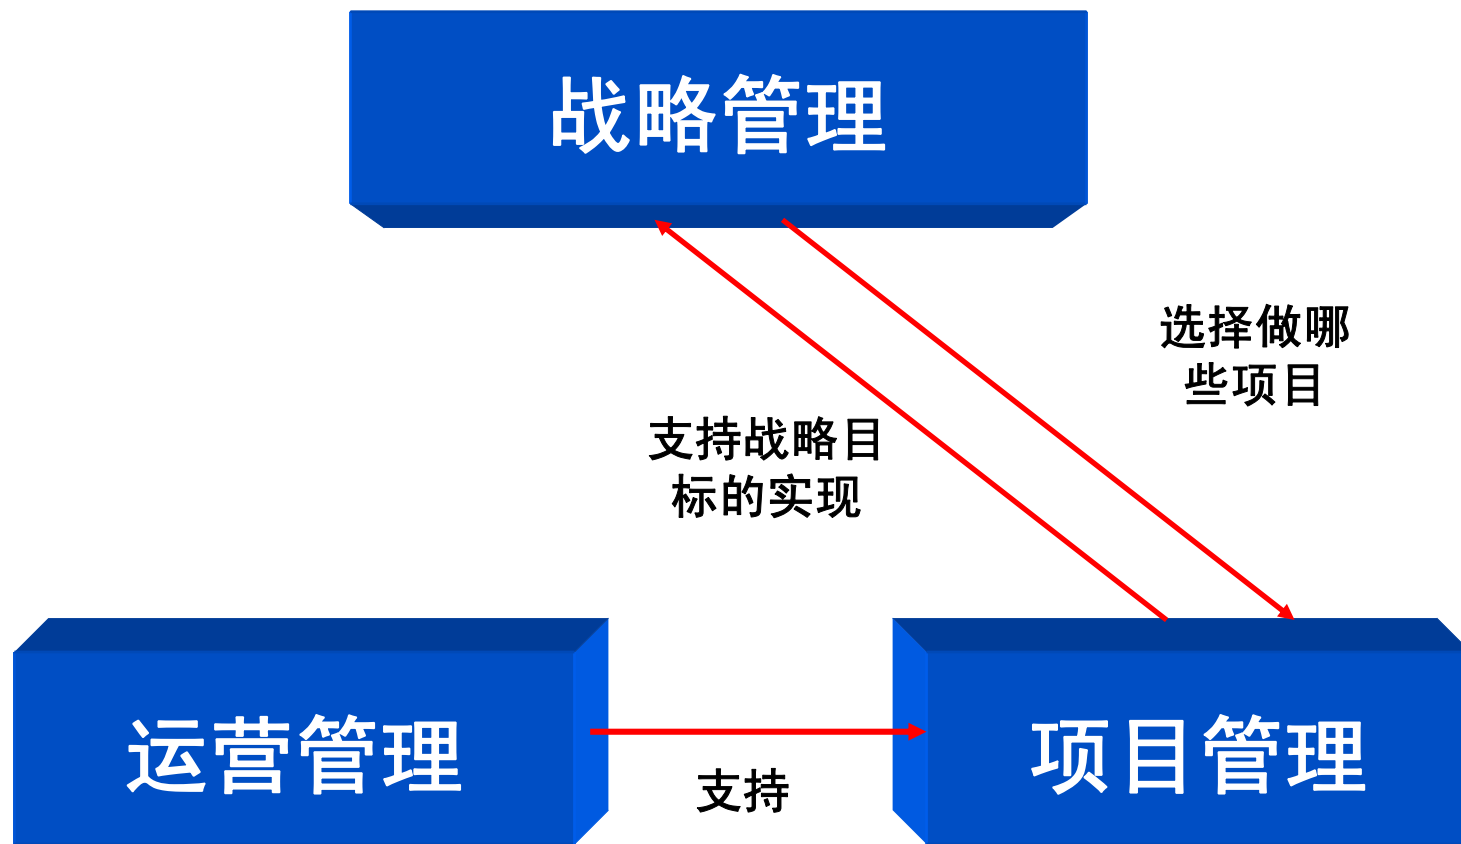 战略管理
选择做哪
些项目
支持战略目
标的实现
运营管理
支持
项目管理